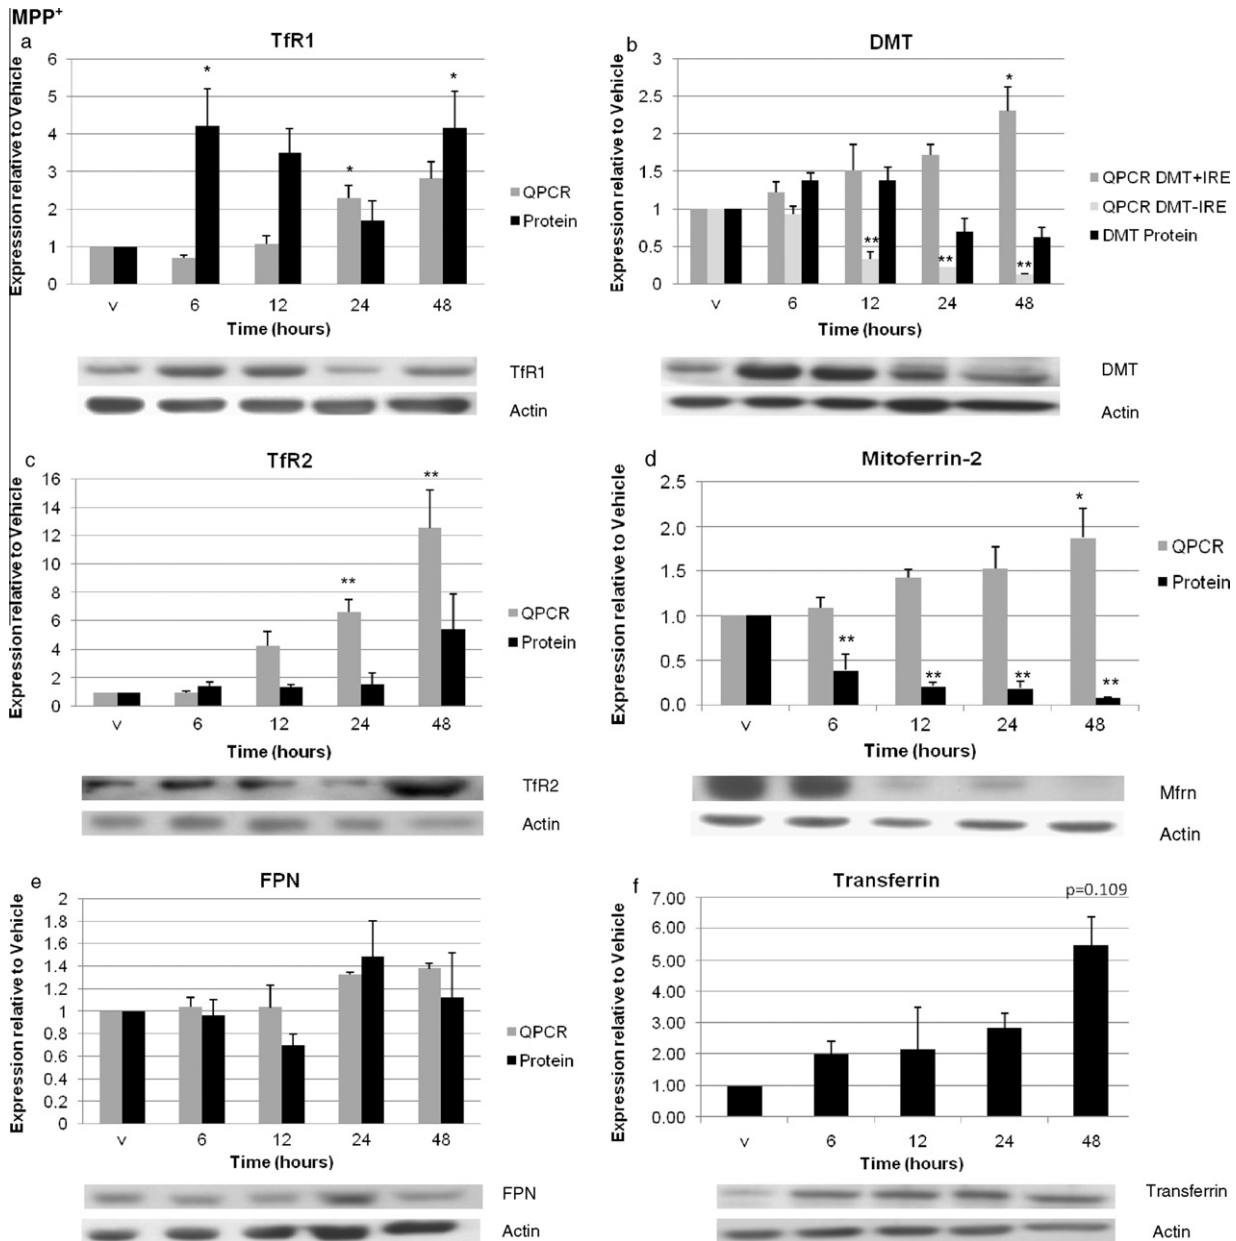 MPP+
a
TfR1
Expression relative to Vehicle
6
5
4
3
2
1
0
*
*
*
QPCR
Protein
v 6 12 24 48
Time (hours)
TfR1
Actin
b
DMT
Expression relative to Vehicle
3
2.5
2
1.5
1
0.5
0
*
**
**
**
QPCR DMT+IRE
QPCR DMT-IRE
DMT Protein
v 6 12 24 48
Time (hours)
DMT
Actin
c
TfR2
Expression relative to Vehicle
16
14
12
10
8
6
4
2
0
**
**
QPCR
Protein
v 6 12 24 48
Time (hours)
TfR2
Actin
d
Mitoferrin-2
Expression relative to Vehicle
2.5
2.0
1.5
1.0
0.5
0.0
*
**
**
**
**
QPCR
Protein
v 6 12 24 48
Time (hours)
Mfrn
Actin
e
FPN
Expression relative to Vehicle
2
1.8
1.6
1.4
1.2
1
0.8
0.6
0.4
0.2
0
QPCR
Protein
v 6 12 24 48
Time (hours)
FPN
Actin
f
Transferrin
p=0.109
Expression relative to Vehicle
7.00
6.00
5.00
4.00
3.00
2.00
1.00
0.00
v 6 12 24 48
Time (hours)
Transferrin
Actin